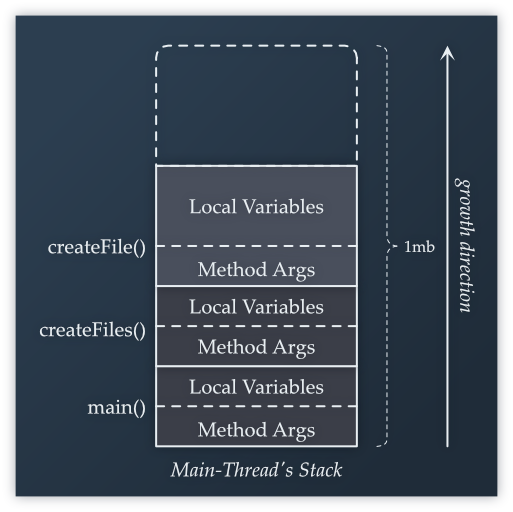 Local Variables
createFile()
Method Args
Local Variables
createFiles()
Method Args
Local Variables
main()
Method Args
1mb
growth direction
Main-Thread's Stack